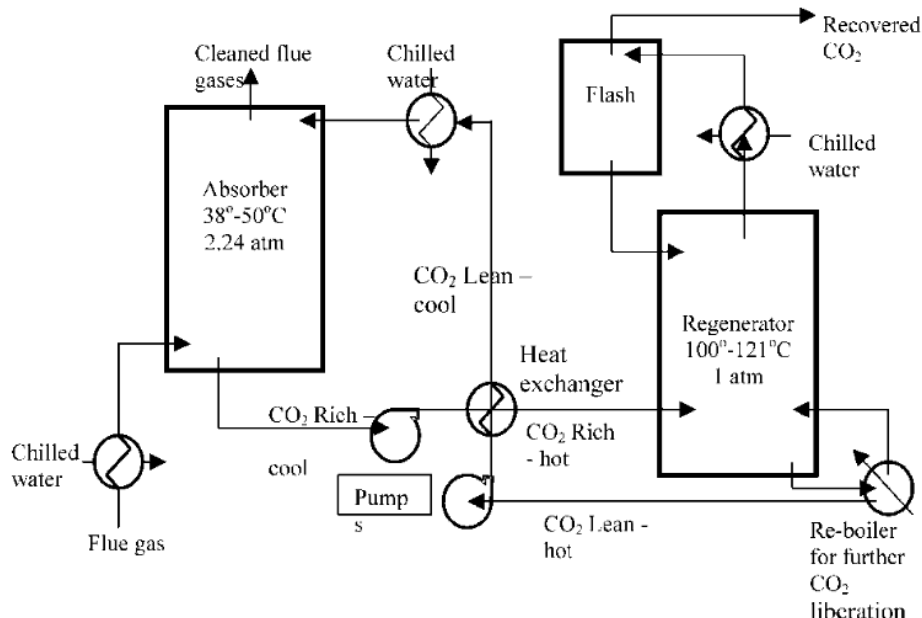 Cleaned flue
gases
Chilled
water
Recovered
CO₂
Flash
Chilled
water
Absorber
38°-50°C
2.24 atm
CO₂ Lean –
cool
Regenerator
100°-121°C
1 atm
Heat
exchanger
CO₂ Rich –
cool
CO₂ Rich
- hot
Chilled
water
Pump
s
Flue gas
CO₂ Lean -
hot
Re-boiler
for further
CO₂
liberation